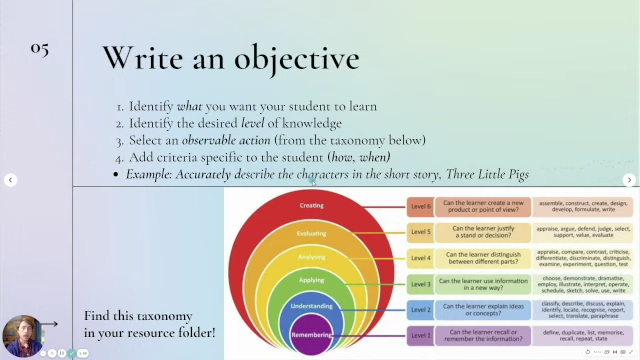 05
Write an objective
1. Identify what you want your student to learn
2. Identify the desired level of knowledge
3. Select an observable action (from the taxonomy below)
4. Add criteria specific to the student (how, when)
• Example: Accurately describe the characters in the short story, Three Little Pigs
Creating
Evaluating
Analysing
Applying
Understanding
Remembering
Level 6
Can the learner create a new
product or point of view?
assemble, construct, create, design,
develop, formulate, write
Level 5
Can the learner justify
a stand or decision?
appraise, argue, defend, judge, select,
support, value, evaluate
Level 4
Can the learner distinguish
between different parts?
appraise, compare, contrast, criticise,
differentiate, discriminate, distinguish,
examine, experiment, question, test
Level 3
Can the learner use information
in a new way?
choose, demonstrate, dramatise,
employ, illustrate, interpret, operate,
schedule, sketch, solve, use, write
Level 2
Can the learner explain ideas
or concepts?
classify, describe, discuss, explain,
identify, locate, recognise, report,
select, translate, paraphrase
Level 1
Can the learner recall or
remember the information?
define, duplicate, list, memorise,
recall, repeat, state
Find this taxonomy
in your resource folder!